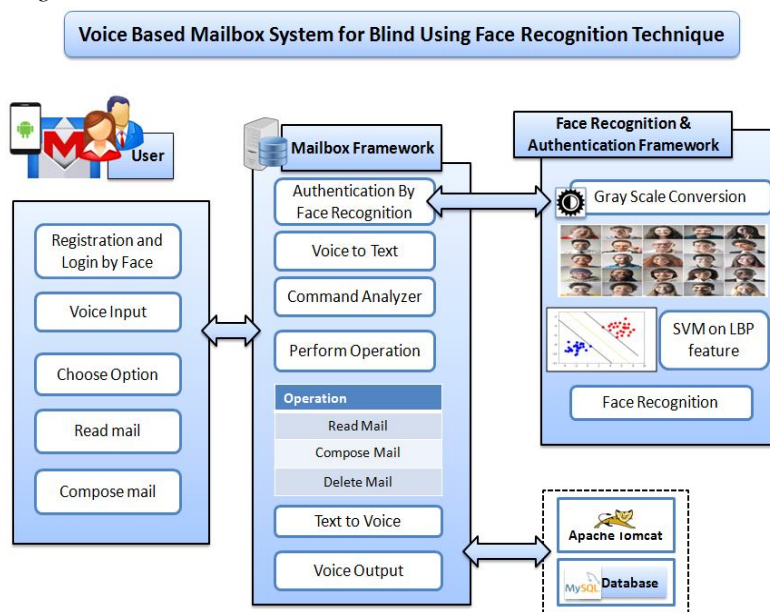 Voice Based Mailbox System for Blind Using Face Recognition Technique
User
Registration and
Login by Face
Voice Input
Choose Option
Read mail
Compose mail
Mailbox Framework
Authentication By
Face Recognition
Voice to Text
Command Analyzer
Perform Operation
Operation
Read Mail
Compose Mail
Delete Mail
Text to Voice
Voice Output
Face Recognition &
Authentication Framework
Gray Scale Conversion
SVM on LBP
feature
Face Recognition
Apache Tomcat
MySQL Database